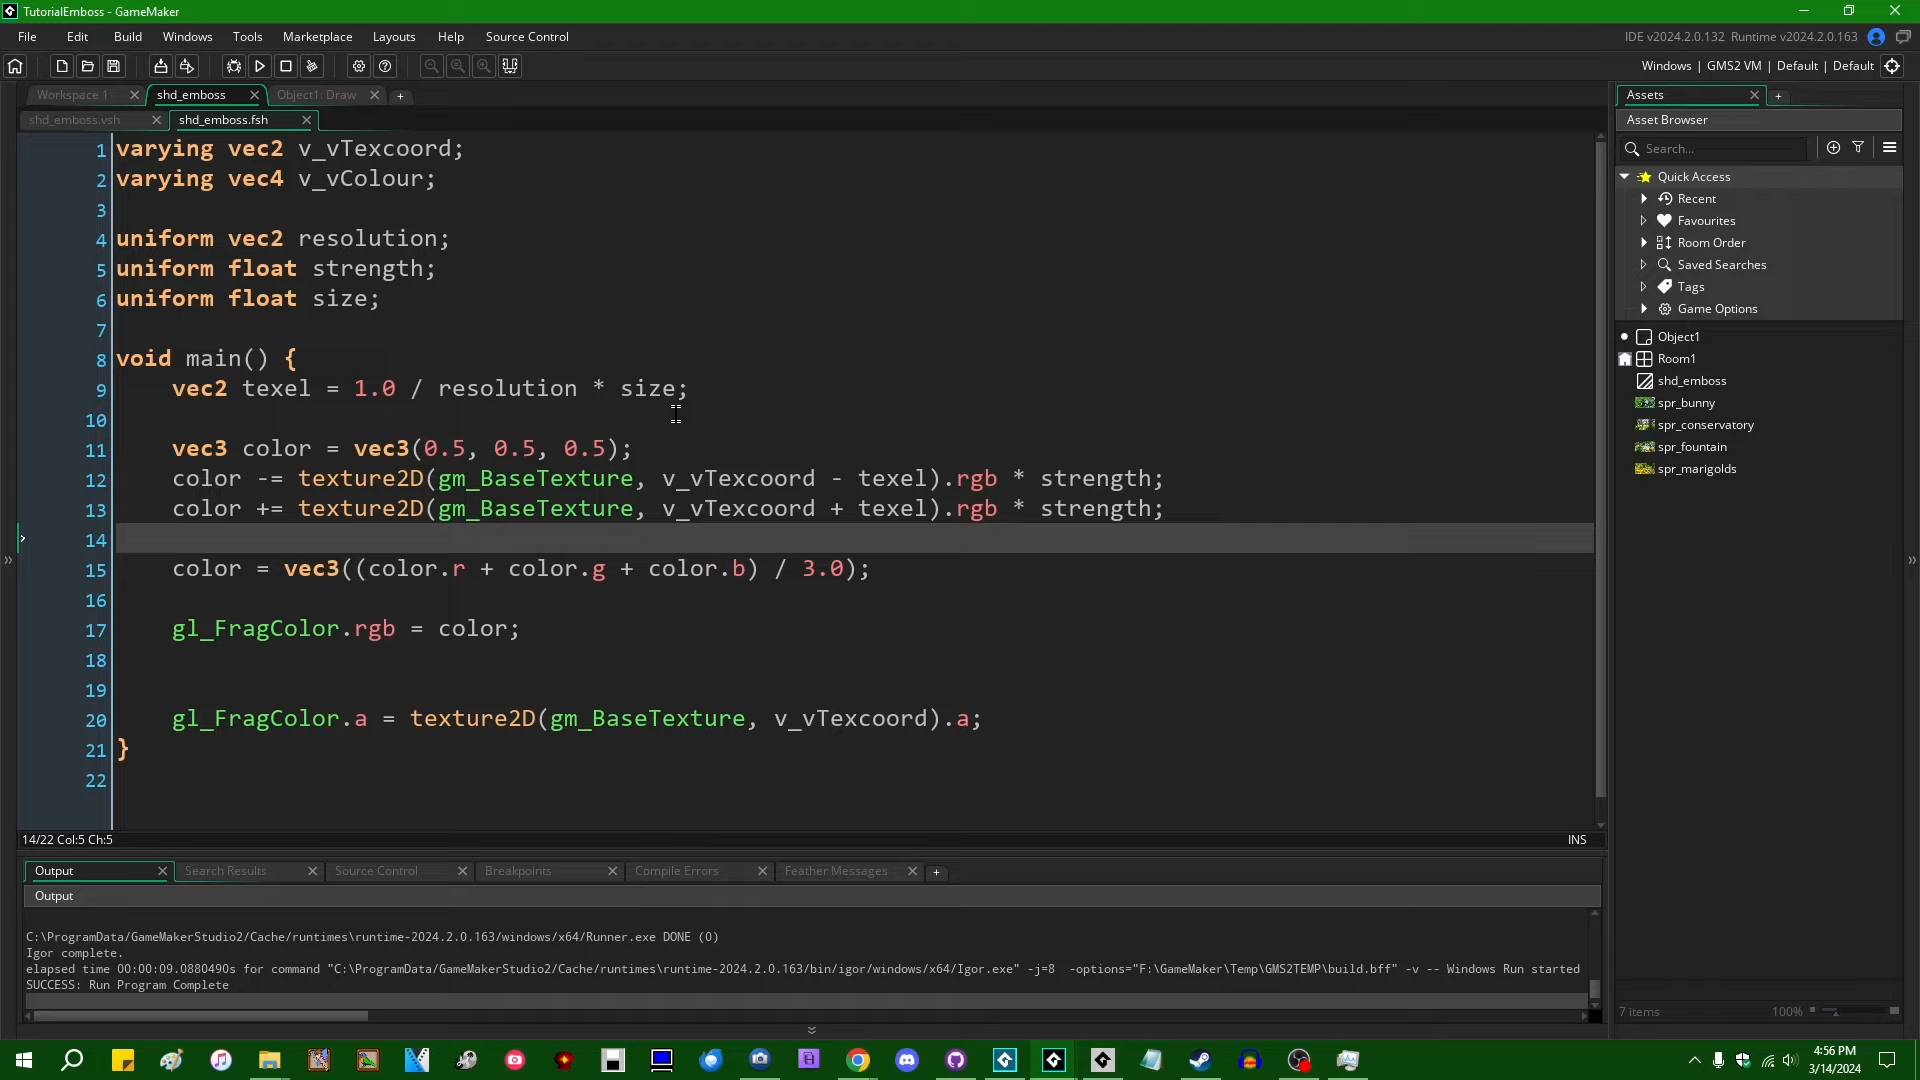 TutorialEmboss - GameMaker
File Edit Build Windows Tools Marketplace Layouts Help Source Control
IDE v2024.2.0.132 Runtime v2024.2.0.163
Windows | GMS2 VM | Default | Default
Workspace 1 shd_emboss Object1: Draw +
shd_emboss.vsh shd_emboss.fsh
1 varying vec2 v_vTexcoord;
2 varying vec4 v_vColour;
3
4 uniform vec2 resolution;
5 uniform float strength;
6 uniform float size;
7
8 void main() {
9 vec2 texel = 1.0 / resolution * size;
10
11 vec3 color = vec3(0.5, 0.5, 0.5);
12 color -= texture2D(gm_BaseTexture, v_vTexcoord - texel).rgb * strength;
13 color += texture2D(gm_BaseTexture, v_vTexcoord + texel).rgb * strength;
14
15 color = vec3((color.r + color.g + color.b) / 3.0);
16
17 gl_FragColor.rgb = color;
18
19
20 gl_FragColor.a = texture2D(gm_BaseTexture, v_vTexcoord).a;
21 }
22
14/22 Col:5 Ch:5 INS
Output Search Results Source Control Breakpoints Compile Errors Feather Messages +
Output
C:\ProgramData/GameMakerStudio2/Cache/runtimes\runtime-2024.2.0.163/windows/x64/Runner.exe DONE (0)
Igor complete.
elapsed time 00:00:09.0880490s for command "C:\ProgramData/GameMakerStudio2/Cache/runtimes\runtime-2024.2.0.163/bin/igor/windows/x64/Igor.exe" -j=8 -options="F:\GameMaker\Temp\GMS2TEMP\build.bff" -v -- Windows Run started
SUCCESS: Run Program Complete
Assets +
Asset Browser
Search...
Quick Access
Recent
Favourites
Room Order
Saved Searches
Tags
Game Options
Object1
Room1
shd_emboss
spr_bunny
spr_conservatory
spr_fountain
spr_marigolds
7 items 100%
4:56 PM
3/14/2024